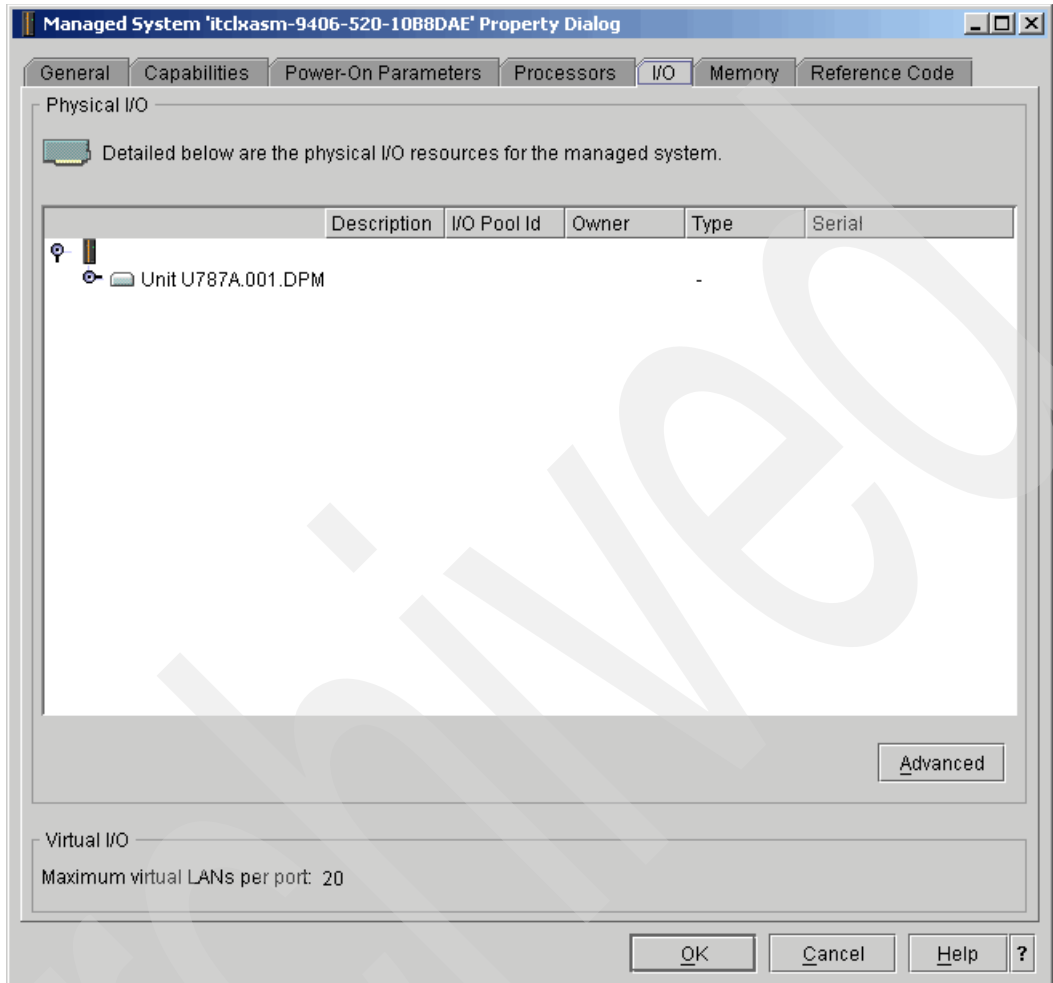 Managed System 'itclxasm-9406-520-10B8DAE' Property Dialog
General Capabilities Power-On Parameters Processors I/O Memory Reference Code
Physical I/O
Detailed below are the physical I/O resources for the managed system.
Description I/O Pool Id Owner Type Serial
Unit U787A.001.DPM -
Advanced
Virtual I/O
Maximum virtual LANs per port: 20
OK Cancel Help ?